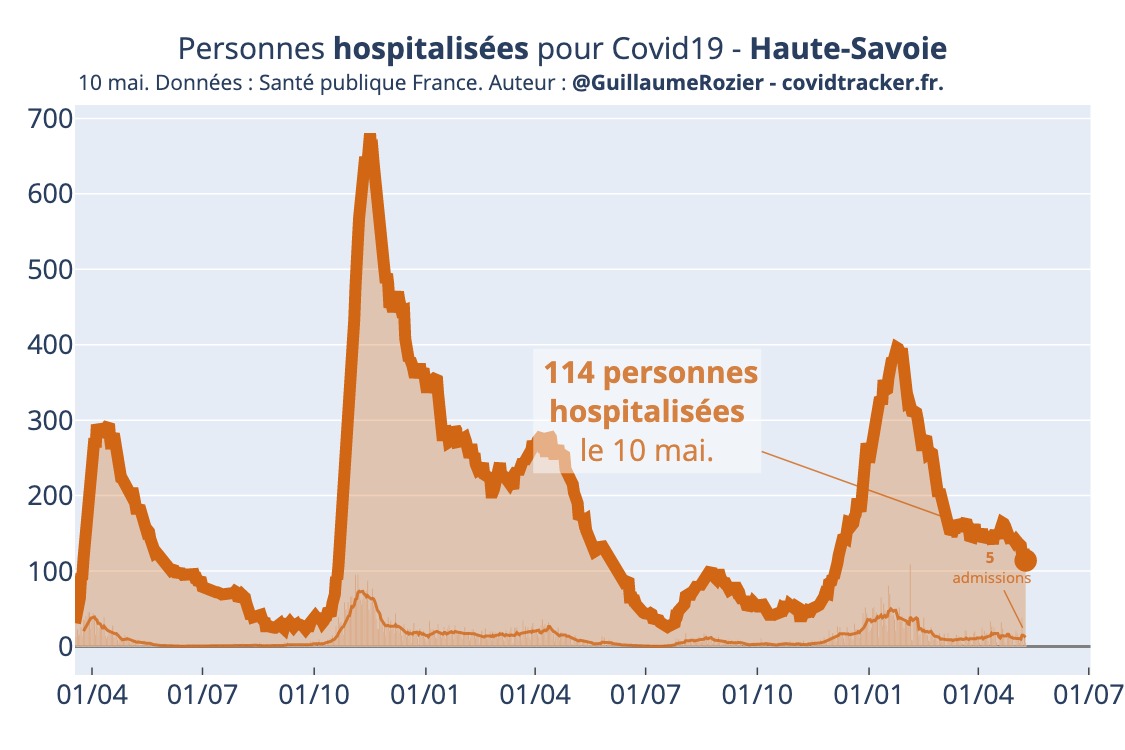 Personnes hospitalisées pour Covid19 - Haute-Savoie
10 mai. Données : Santé publique France. Auteur : @GuillaumeRozier - covidtracker.fr.
700
600
500
400
300
200
100
0
114 personnes
hospitalisées
le 10 mai.
5
admissions
01/04 01/07 01/10 01/01 01/04 01/07 01/10 01/01 01/04 01/07